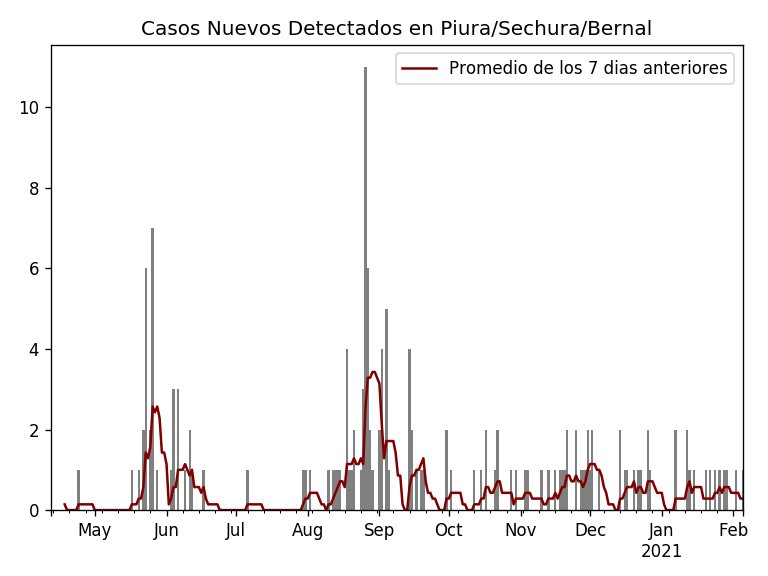 Casos Nuevos Detectados en Piura/Sechura/Bernal
Promedio de los 7 dias anteriores
10
8
6
4
2
0
May Jun Jul Aug Sep Oct Nov Dec Jan Feb
2021